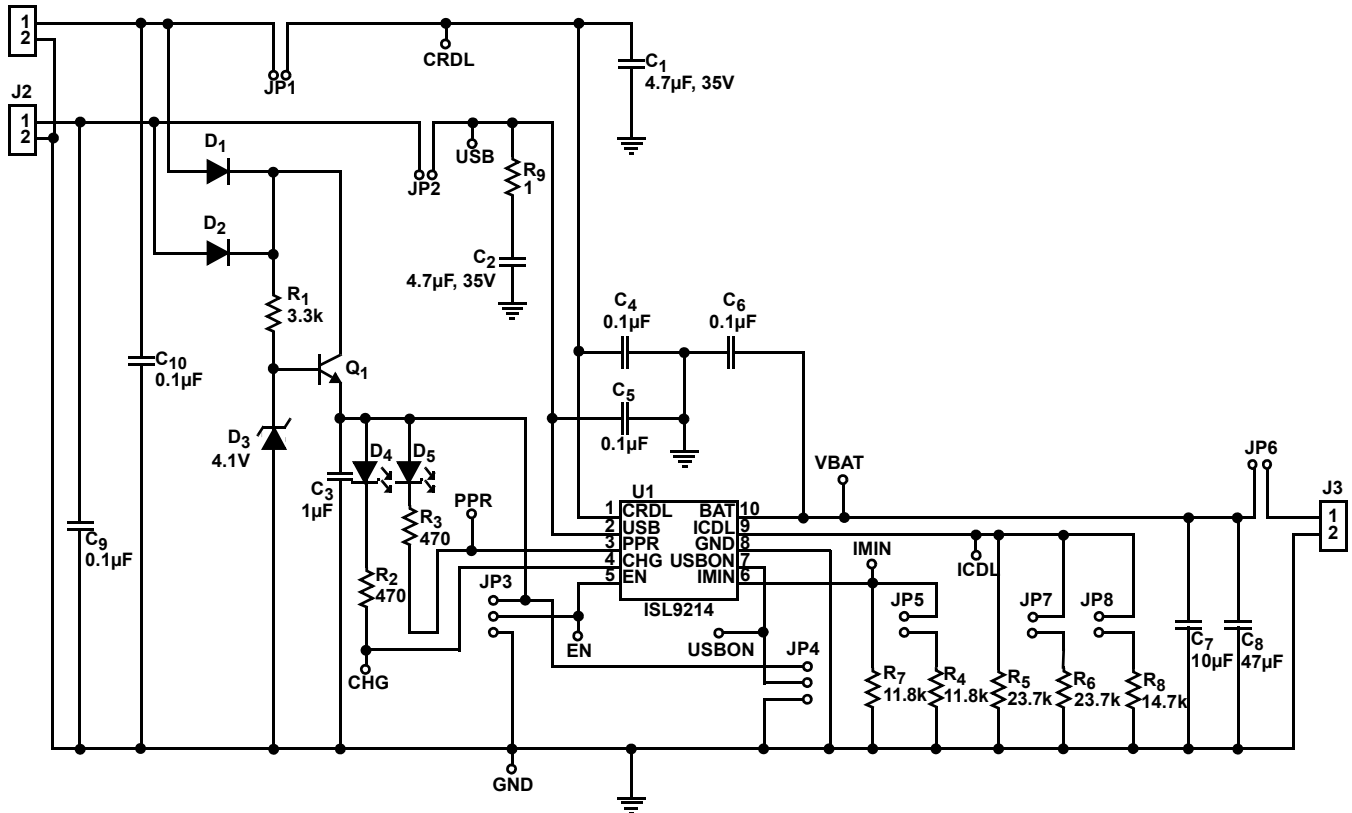 1
2
CRDL
C1
4.7µF, 35V
JP1
J2
1
2
D1
USB
JP2
R9
1
D2
C2
4.7µF, 35V
R1
3.3k
C4
0.1µF
C6
0.1µF
C10
0.1µF
Q1
C5
0.1µF
D3
4.1V
D4
D5
C3
1µF
PPR
R3
470
VBAT
JP6
J3
1
2
U1
1 CRDL BAT 10
2 USB ICDL 9
3 PPR GND 8
4 CHG USBON 7
5 EN IMIN 6
ISL9214
C9
0.1µF
R2
470
JP3
IMIN
ICDL
JP5
JP7
JP8
EN
USBON
JP4
CHG
C7
10µF
C8
47µF
R7
11.8k
R4
11.8k
R5
23.7k
R6
23.7k
R8
14.7k
GND